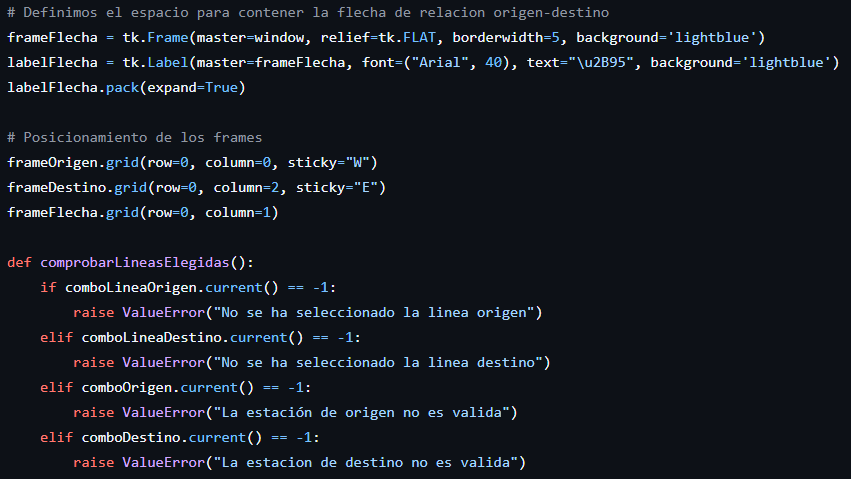 # Definimos el espacio para contener la flecha de relacion origen-destino
frameFlecha = tk.Frame(master=window, relief=tk.FLAT, borderwidth=5, background='lightblue')
labelFlecha = tk.Label(master=frameFlecha, font=("Arial", 40), text="\u2B95", background='lightblue')
labelFlecha.pack(expand=True)

# Posicionamiento de los frames
frameOrigen.grid(row=0, column=0, sticky="W")
frameDestino.grid(row=0, column=2, sticky="E")
frameFlecha.grid(row=0, column=1)

def comprobarLineasElegidas():
    if comboLineaOrigen.current() == -1:
        raise ValueError("No se ha seleccionado la linea origen")
    elif comboLineaDestino.current() == -1:
        raise ValueError("No se ha seleccionado la linea destino")
    elif comboOrigen.current() == -1:
        raise ValueError("La estación de origen no es valida")
    elif comboDestino.current() == -1:
        raise ValueError("La estacion de destino no es valida")